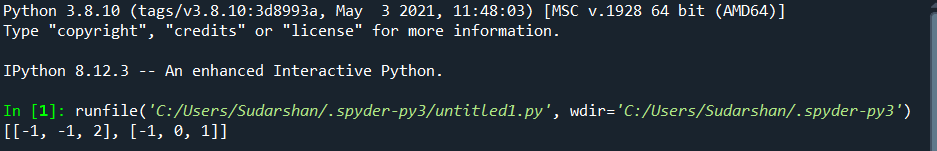 Python 3.8.10 (tags/v3.8.10:3d8993a, May  3 2021, 11:48:03) [MSC v.1928 64 bit (AMD64)]
Type "copyright", "credits" or "license" for more information.
IPython 8.12.3 -- An enhanced Interactive Python.
In [1]: runfile('C:/Users/Sudarshan/.spyder-py3/untitled1.py', wdir='C:/Users/Sudarshan/.spyder-py3')
[[-1, -1, 2], [-1, 0, 1]]